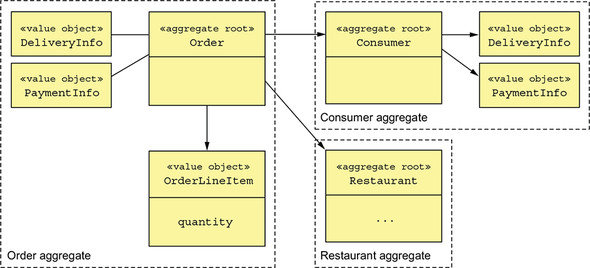 «value object»
DeliveryInfo
«value object»
PaymentInfo
«aggregate root»
Order
«value object»
OrderLineItem
quantity
Order aggregate
«aggregate root»
Consumer
«value object»
DeliveryInfo
«value object»
PaymentInfo
Consumer aggregate
«aggregate root»
Restaurant
...
Restaurant aggregate